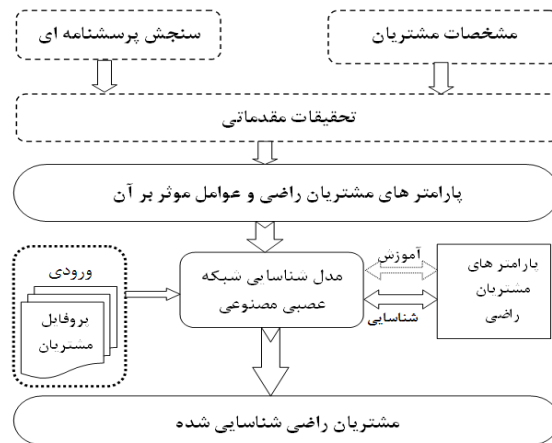 مشخصات مشتریان
سنجش پرسشنامه ای
تحقیقات مقدماتی
پارامتر های مشتریان راضی و عوامل موثر بر آن
ورودی
پروفایل
مشتریان
مدل شناسایی شبکه
عصبی مصنوعی
آموزش
شناسایی
پارامتر های
مشتریان
راضی
مشتریان راضی شناسایی شده